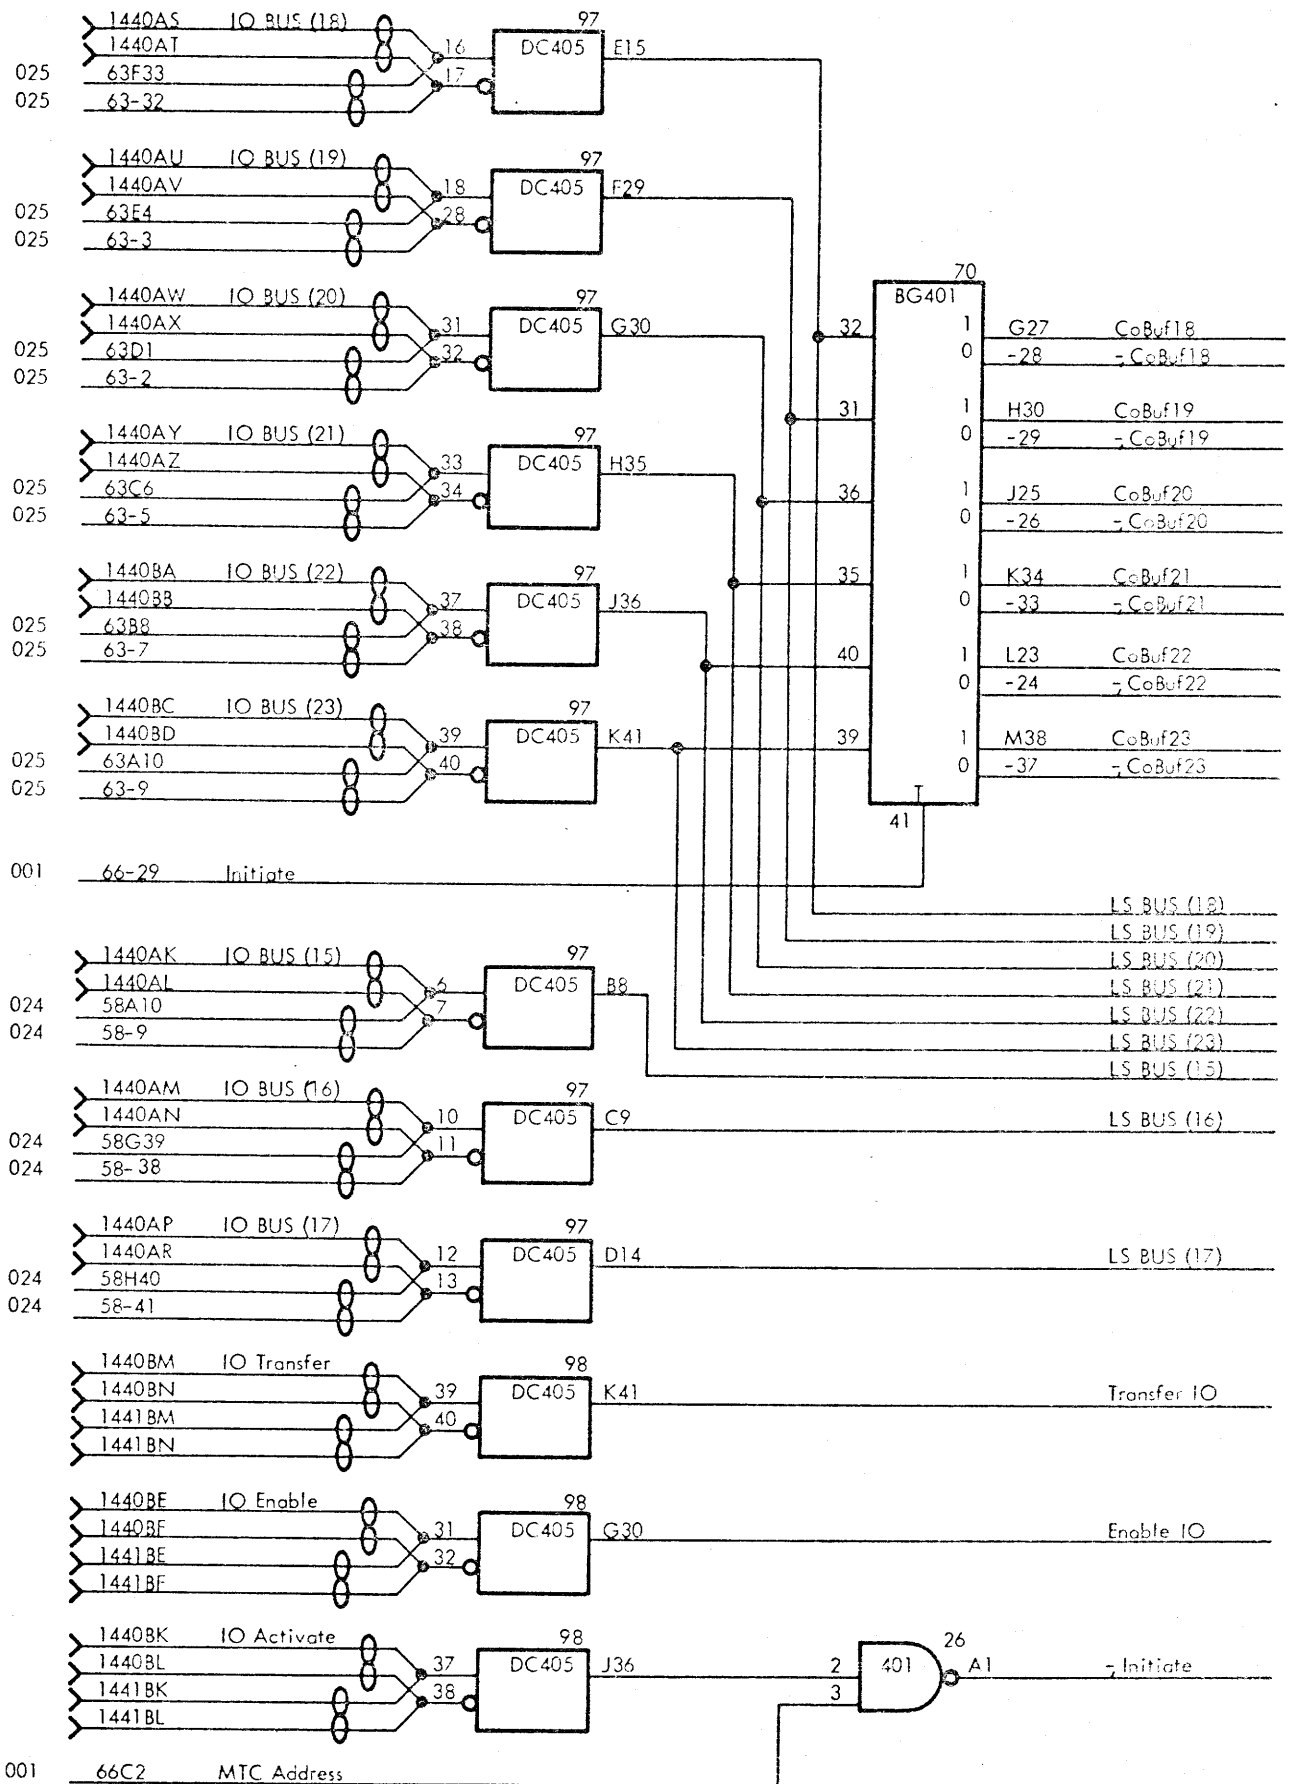 1440AS IO BUS (18) 97
1440AT 16 DC405 E15
025 63F33 17
025 63-32
1440AU IO BUS (19) 97
1440AV 18 DC405 F29
025 63E4 28
025 63-3
70
1440AW IO BUS (20) 97 BG401
1440AX 31 DC405 G30 32 1 G27 CoBuf18
025 63D1 32 0 -28 ¬CoBuf18
025 63-2
31 1 H30 CoBuf19
1440AY IO BUS (21) 97 0 -29 ¬CoBuf19
1440AZ 33 DC405 H35
025 63C6 34 36 1 J25 CoBuf20
025 63-5 0 -26 ¬CoBuf20
1440BA IO BUS (22) 97 35 1 K34 CoBuf21
1440BB 37 DC405 J36 0 -33 ¬CoBuf21
025 63B8 38
025 63-7 40 1 L23 CoBuf22
0 -24 ¬CoBuf22
1440BC IO BUS (23) 97
1440BD 39 DC405 K41 39 1 M38 CoBuf23
025 63A10 40 0 -37 ¬CoBuf23
025 63-9 T
41
001 66-29 Initiate
LS BUS (18)
LS BUS (19)
1440AK IO BUS (15) 97 LS BUS (20)
1440AL 6 DC405 B8 LS BUS (21)
024 58A10 7 LS BUS (22)
024 58-9 LS BUS (23)
LS BUS (15)
1440AM IO BUS (16) 97
1440AN 10 DC405 C9 LS BUS (16)
024 58G39 11
024 58-38
1440AP IO BUS (17) 97
1440AR 12 DC405 D14 LS BUS (17)
024 58H40 13
024 58-41
1440BM IO Transfer 98
1440BN 39 DC405 K41 Transfer IO
1441BM 40
1441BN
1440BE IO Enable 98
1440BF 31 DC405 G30 Enable IO
1441BE 32
1441BF
1440BK IO Activate 98 26
1440BL 37 DC405 J36 2 401 A1 ¬Initiate
1441BK 38 3
1441BL
001 66C2 MTC Address